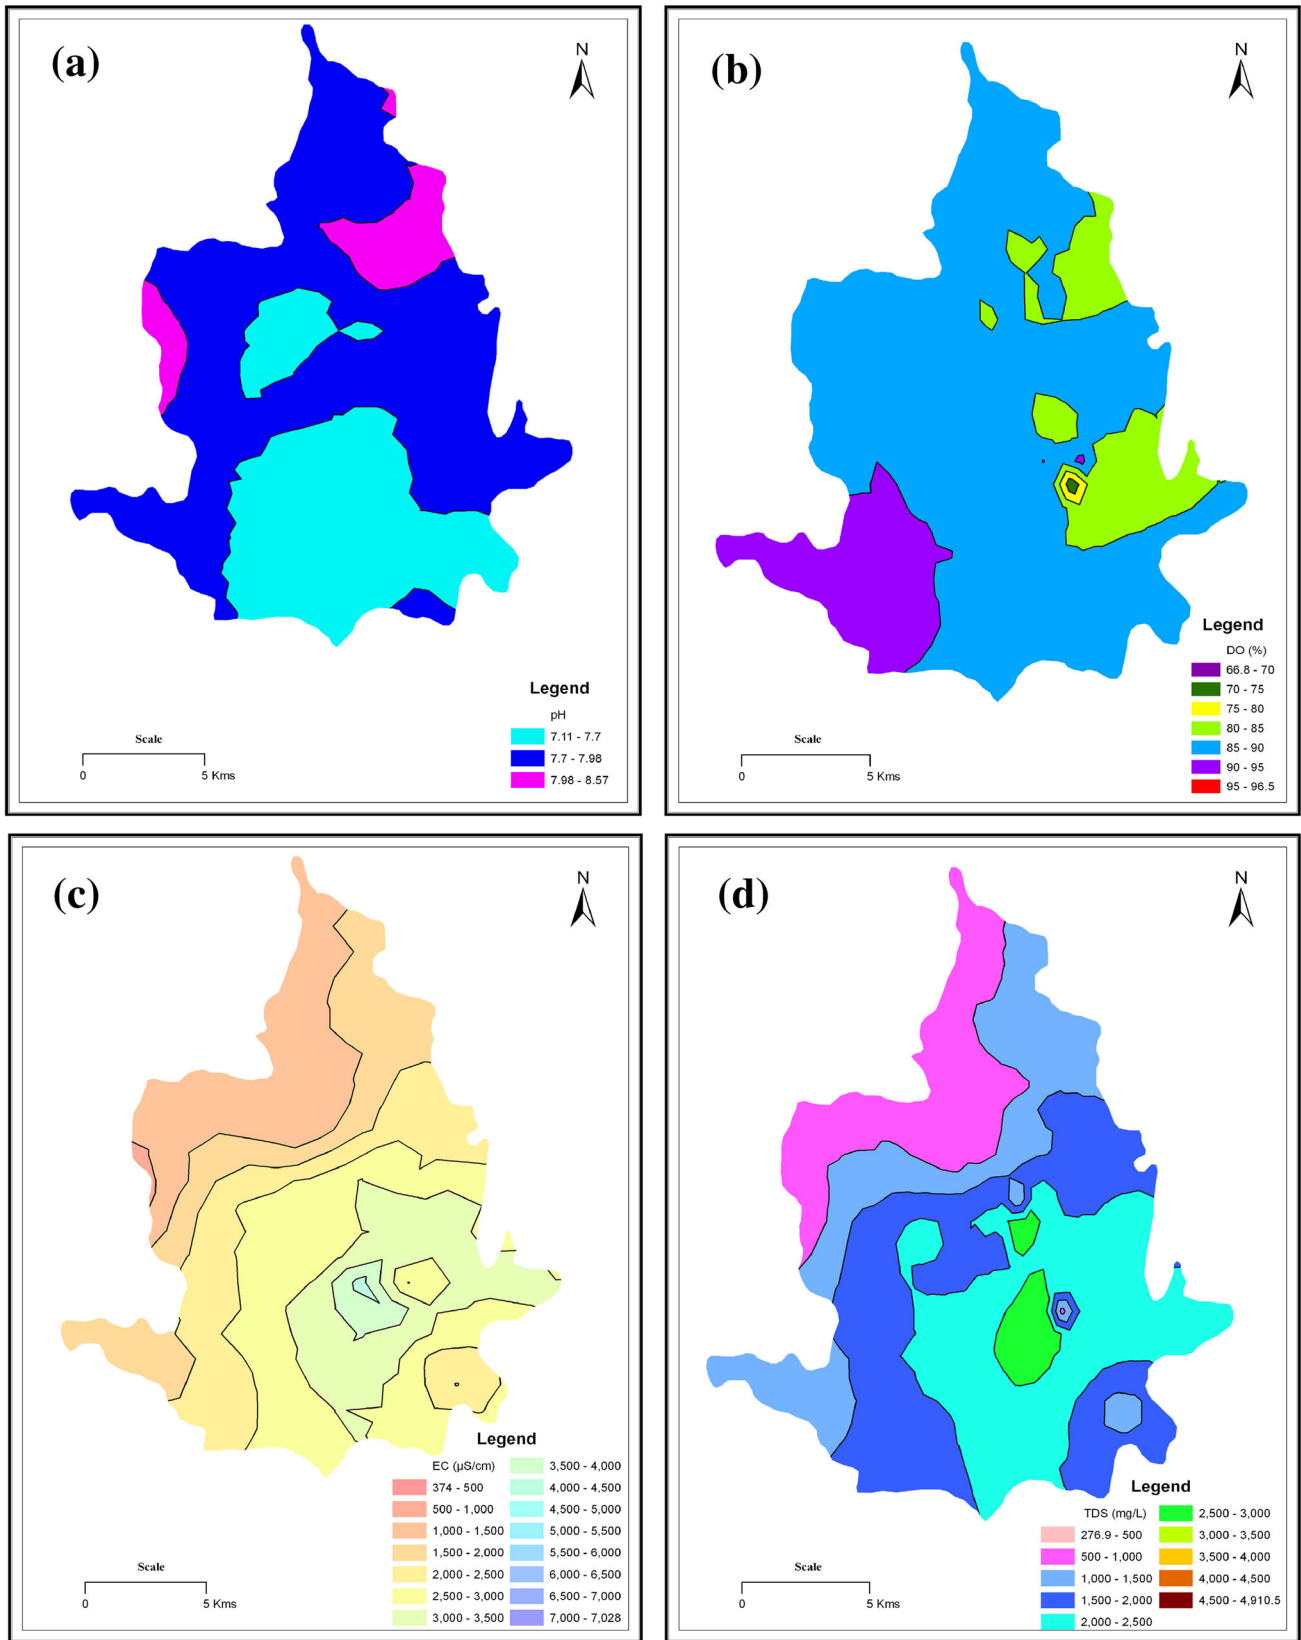 (a)
N
Legend
pH
7.11 - 7.7
7.7 - 7.98
7.98 - 8.57
Scale
0 5 Kms
(b)
N
Legend
DO (%)
66.8 - 70
70 - 75
75 - 80
80 - 85
85 - 90
90 - 95
95 - 96.5
Scale
0 5 Kms
(c)
N
Legend
EC (µS/cm)
374 - 500
500 - 1,000
1,000 - 1,500
1,500 - 2,000
2,000 - 2,500
2,500 - 3,000
3,000 - 3,500
3,500 - 4,000
4,000 - 4,500
4,500 - 5,000
5,000 - 5,500
5,500 - 6,000
6,000 - 6,500
6,500 - 7,000
7,000 - 7,028
Scale
0 5 Kms
(d)
N
Legend
TDS (mg/L)
276.9 - 500
500 - 1,000
1,000 - 1,500
1,500 - 2,000
2,000 - 2,500
2,500 - 3,000
3,000 - 3,500
3,500 - 4,000
4,000 - 4,500
4,500 - 4,910.5
Scale
0 5 Kms